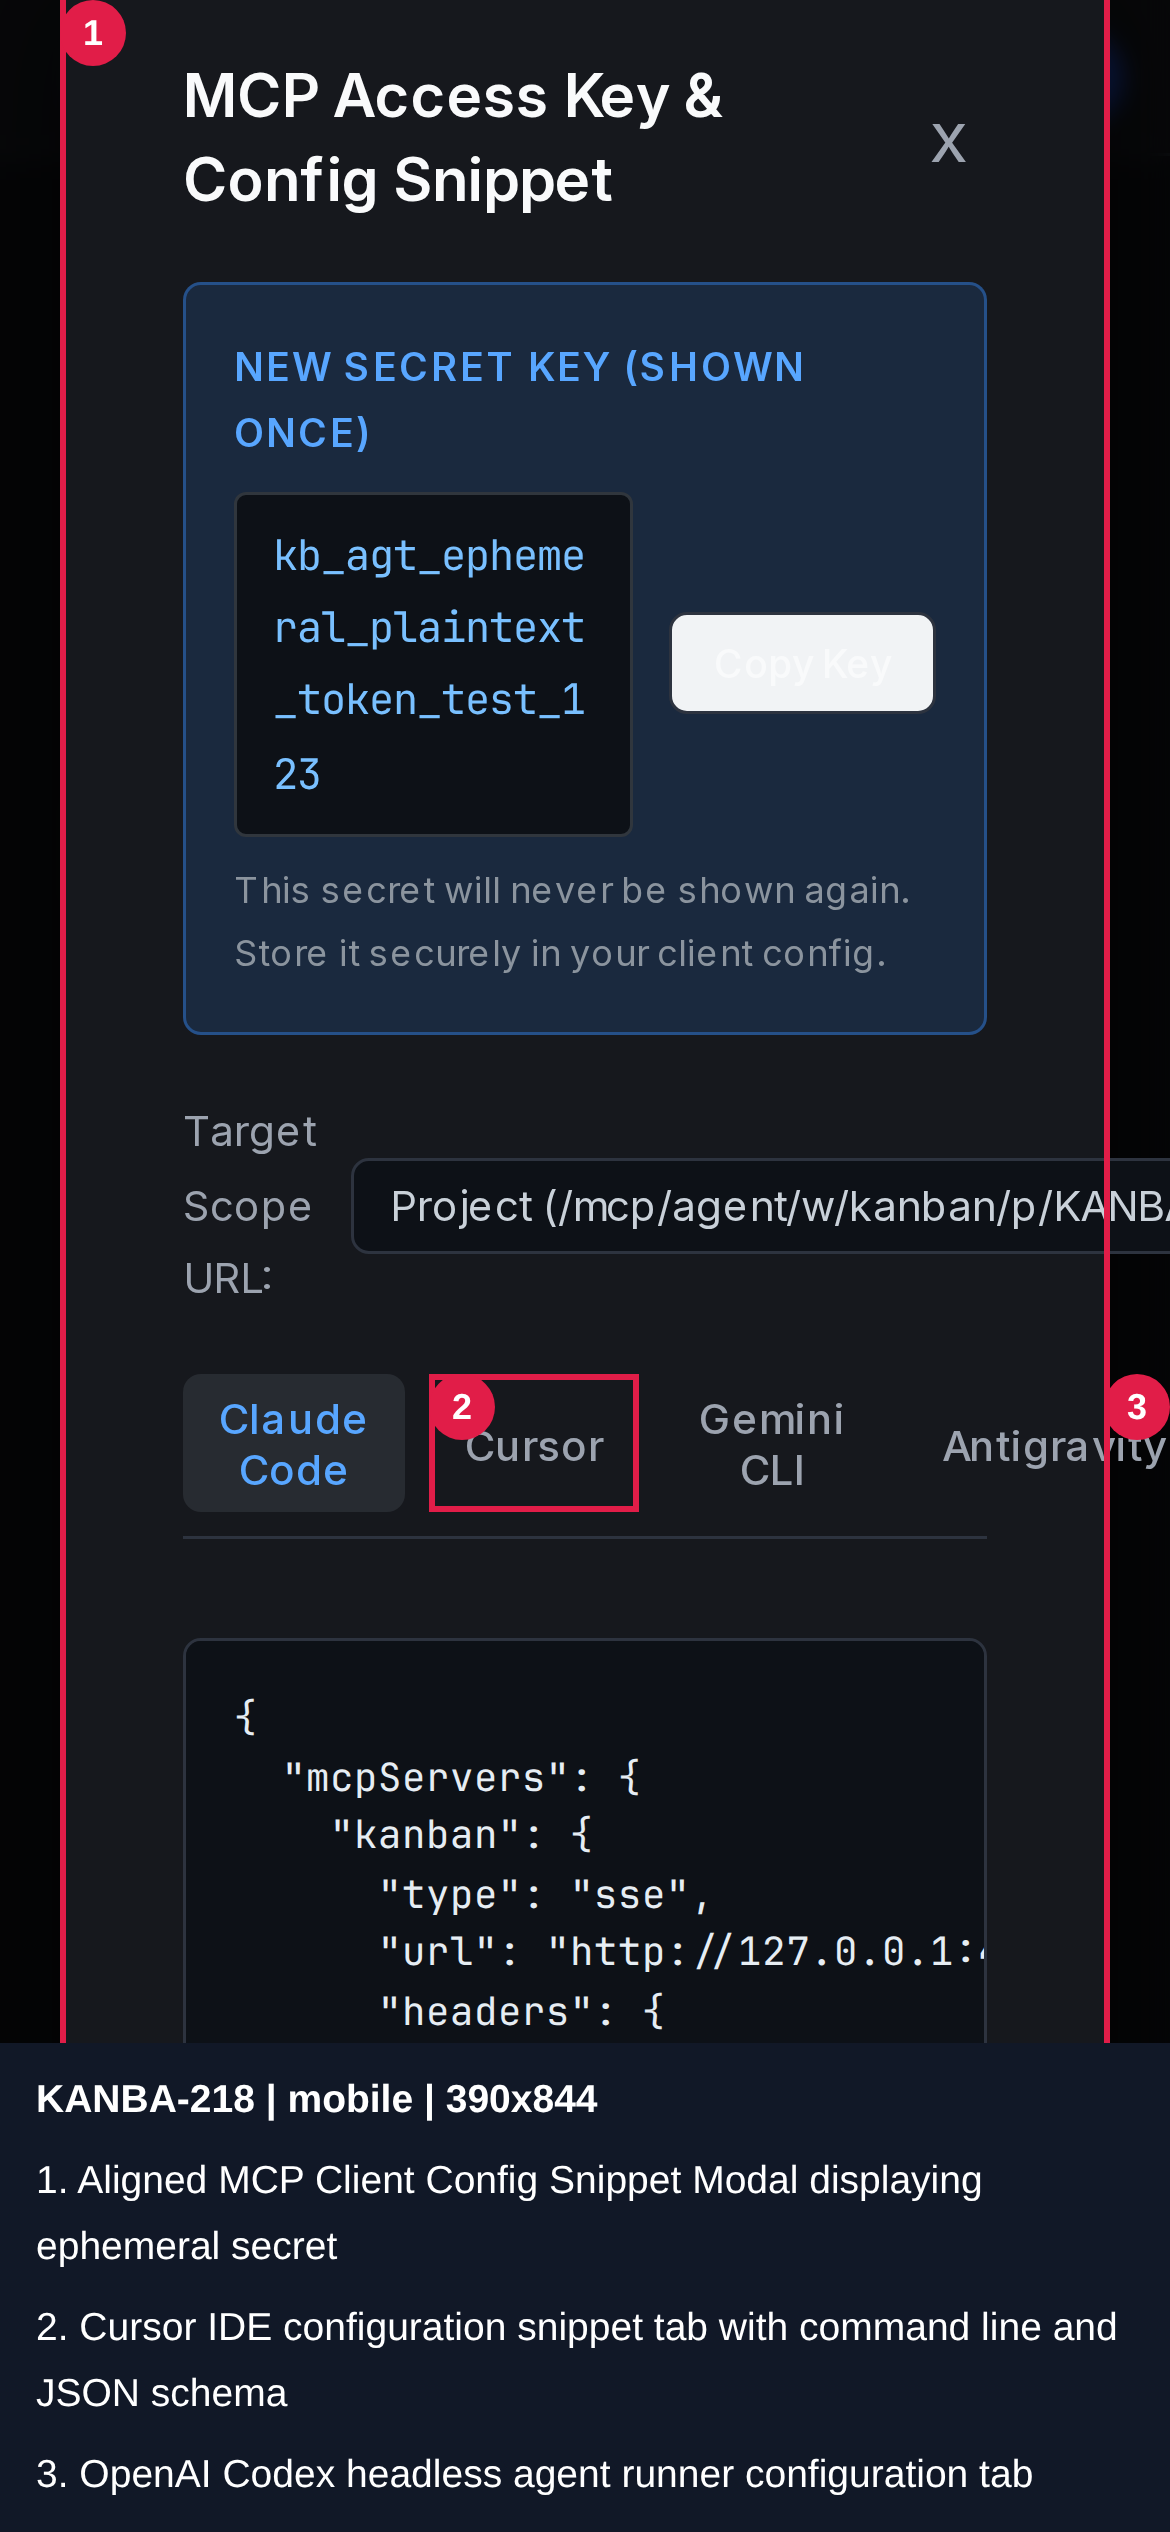 1
MCP Access Key &
Config Snippet
X
NEW SECRET KEY (SHOWN
ONCE)
kb_agt_epheme
ral_plaintext
_token_test_1
23
Copy Key
This secret will never be shown again.
Store it securely in your client config.
Target
Scope
URL:
Project (/mcp/agent/w/kanban/p/KANBA
Claude
Code
2
Cursor
Gemini
CLI
3
Antigravity
{
"mcpServers": {
"kanban": {
"type": "sse",
"url": "http://127.0.0.1:4
"headers": {
KANBA-218 | mobile | 390x844
1. Aligned MCP Client Config Snippet Modal displaying
ephemeral secret
2. Cursor IDE configuration snippet tab with command line and
JSON schema
3. OpenAI Codex headless agent runner configuration tab